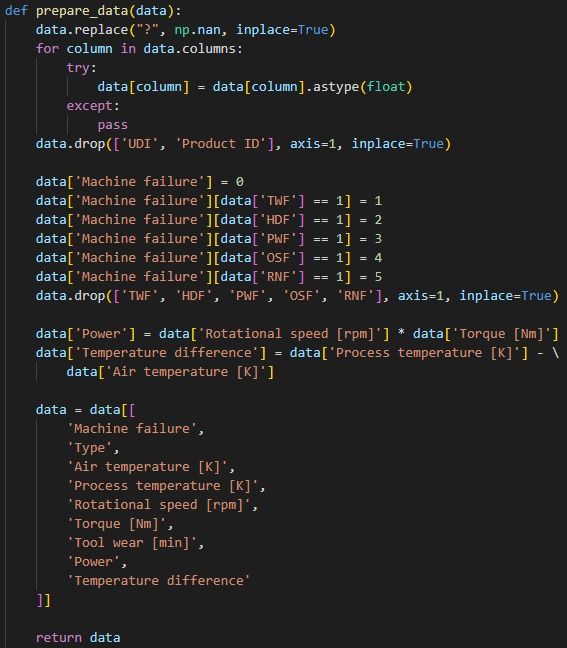 def prepare_data(data):
    data.replace("?", np.nan, inplace=True)
    for column in data.columns:
        try:
            data[column] = data[column].astype(float)
        except:
            pass
    data.drop(['UDI', 'Product ID'], axis=1, inplace=True)

    data['Machine failure'] = 0
    data['Machine failure'][data['TWF'] == 1] = 1
    data['Machine failure'][data['HDF'] == 1] = 2
    data['Machine failure'][data['PWF'] == 1] = 3
    data['Machine failure'][data['OSF'] == 1] = 4
    data['Machine failure'][data['RNF'] == 1] = 5
    data.drop(['TWF', 'HDF', 'PWF', 'OSF', 'RNF'], axis=1, inplace=True)

    data['Power'] = data['Rotational speed [rpm]'] * data['Torque [Nm]']
    data['Temperature difference'] = data['Process temperature [K]'] - \
        data['Air temperature [K]']

    data = data[[
        'Machine failure',
        'Type',
        'Air temperature [K]',
        'Process temperature [K]',
        'Rotational speed [rpm]',
        'Torque [Nm]',
        'Tool wear [min]',
        'Power',
        'Temperature difference'
    ]]

    return data